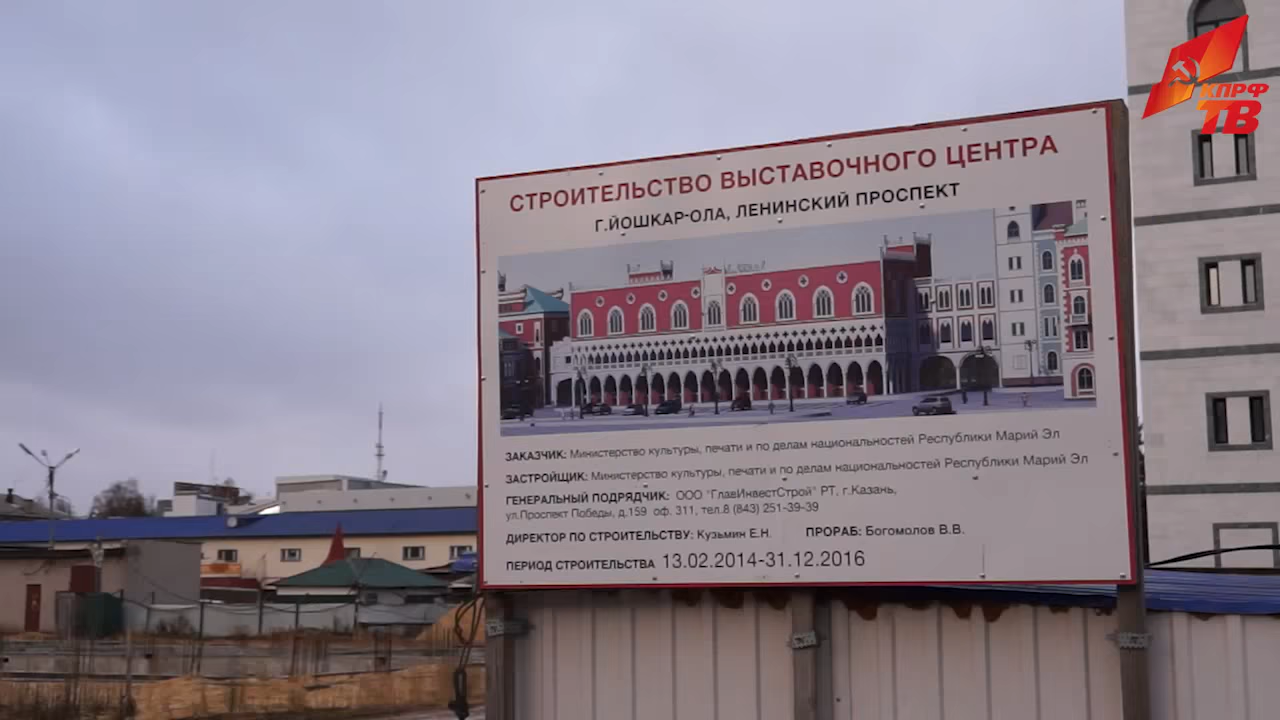 КПРФ
ТВ
СТРОИТЕЛЬСТВО ВЫСТАВОЧНОГО ЦЕНТРА
Г.ЙОШКАР-ОЛА, ЛЕНИНСКИЙ ПРОСПЕКТ
ЗАКАЗЧИК: Министерство культуры, печати и по делам национальностей Республики Марий Эл
ЗАСТРОЙЩИК: Министерство культуры, печати и по делам национальностей Республики Марий Эл
ГЕНЕРАЛЬНЫЙ ПОДРЯДЧИК: ООО "ГлавИнвестСтрой" РТ, г.Казань,
ул.Проспект Победы, д.159 оф. 311, тел.8 (843) 251-39-39
ДИРЕКТОР ПО СТРОИТЕЛЬСТВУ: Кузьмин Е.Н. ПРОРАБ: Богомолов В.В.
ПЕРИОД СТРОИТЕЛЬСТВА 13.02.2014-31.12.2016